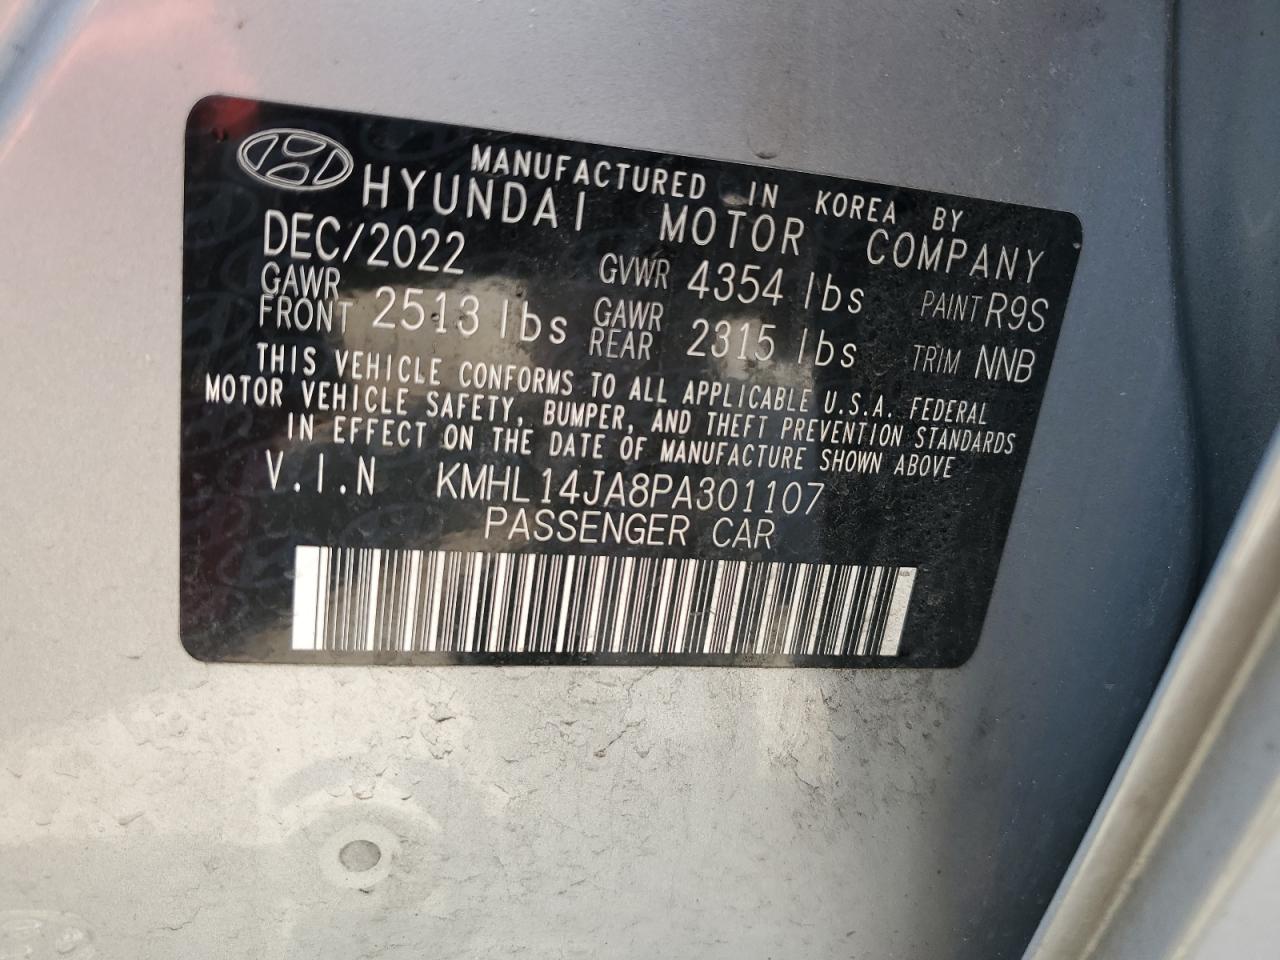 MANUFACTURED IN KOREA BY
HYUNDAI MOTOR COMPANY
DEC/2022 GVWR 4354 lbs PAINT R9S
GAWR FRONT 2513 lbs GAWR REAR 2315 lbs TRIM NNB
THIS VEHICLE CONFORMS TO ALL APPLICABLE U.S.A. FEDERAL
MOTOR VEHICLE SAFETY, BUMPER, AND THEFT PREVENTION STANDARDS
IN EFFECT ON THE DATE OF MANUFACTURE SHOWN ABOVE
V.I.N KMHL14JA8PA301107
PASSENGER CAR